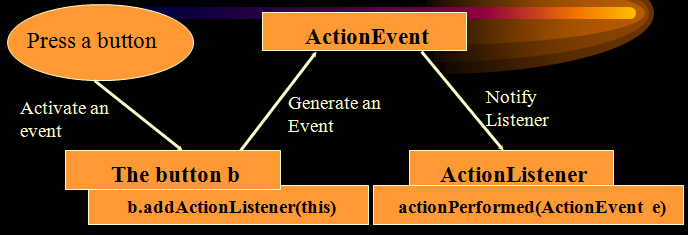 Press a button
ActionEvent
Activate an
event
Generate an
Event
Notify
Listener
The button b
b.addActionListener(this)
ActionListener
actionPerformed(ActionEvent e)